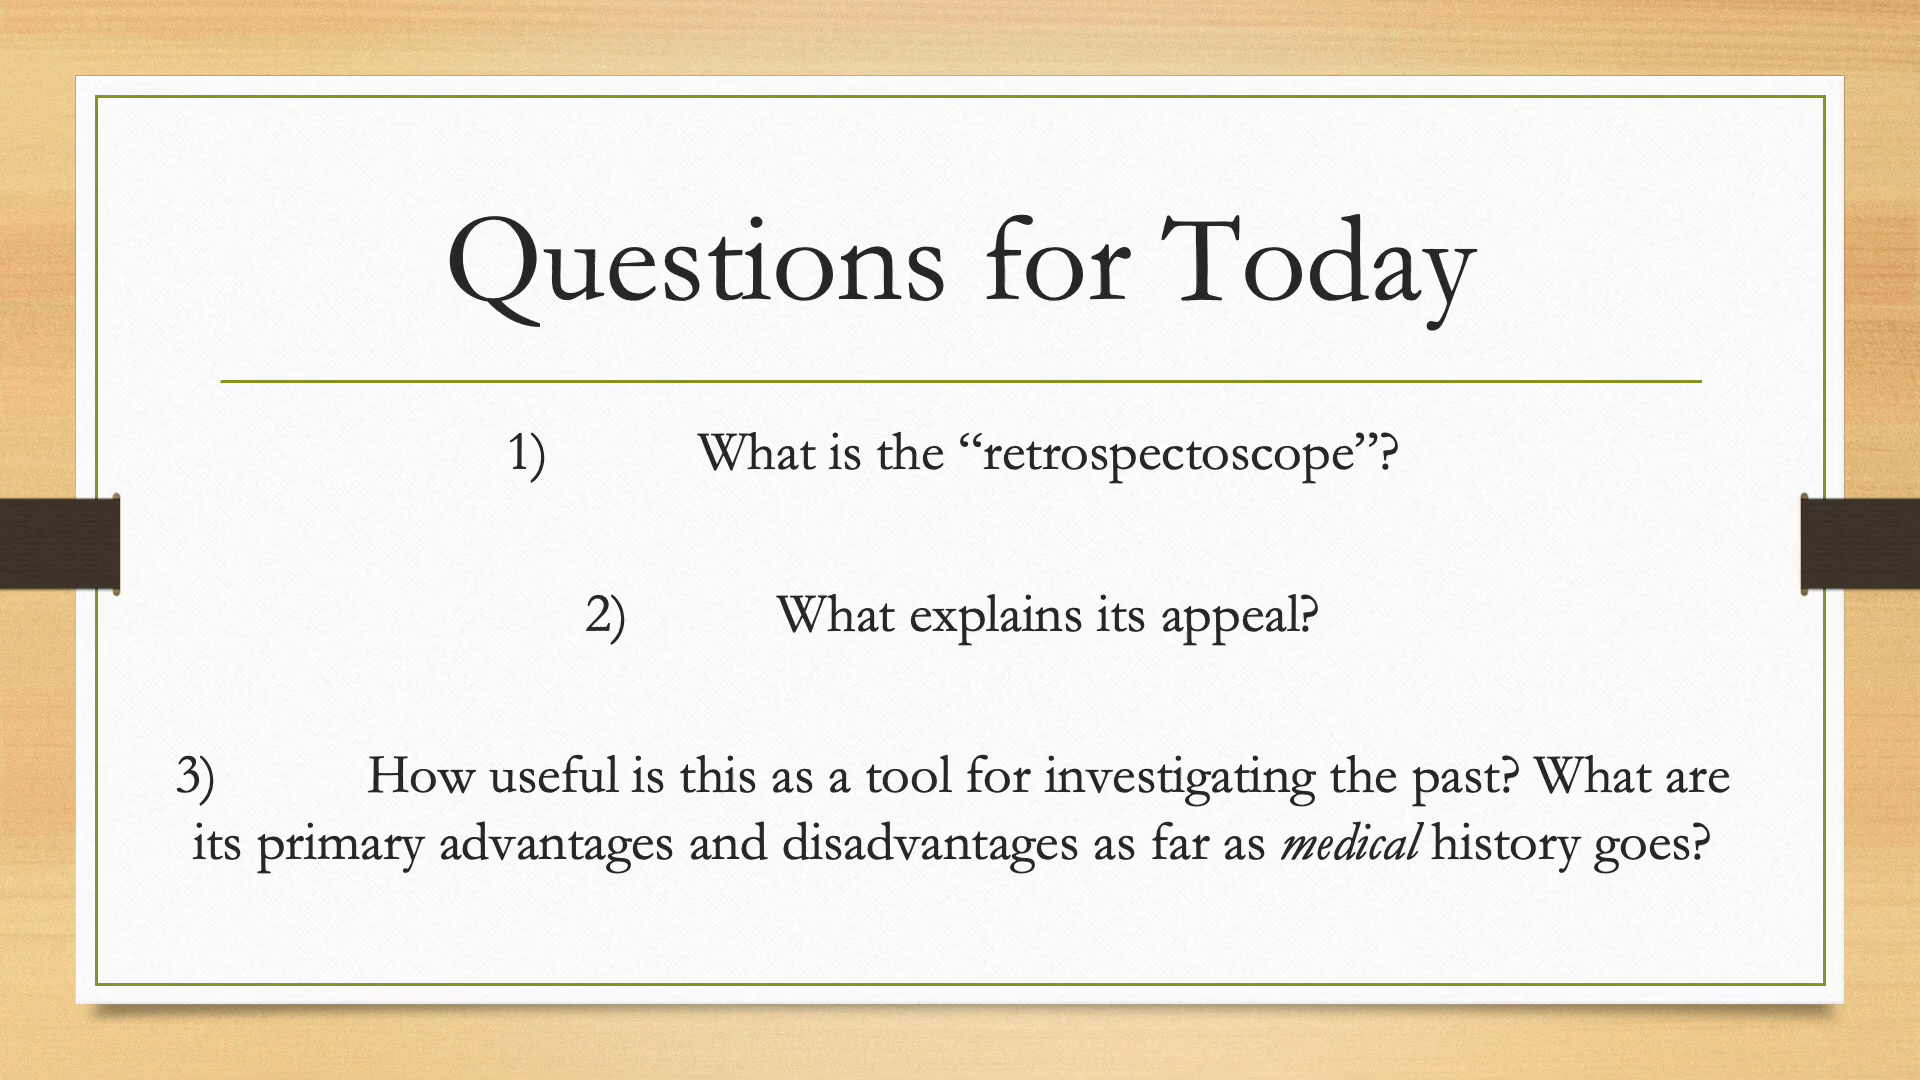 Questions for Today
1) What is the “retrospectoscope”?
2) What explains its appeal?
3) How useful is this as a tool for investigating the past? What are
its primary advantages and disadvantages as far as medical history goes?